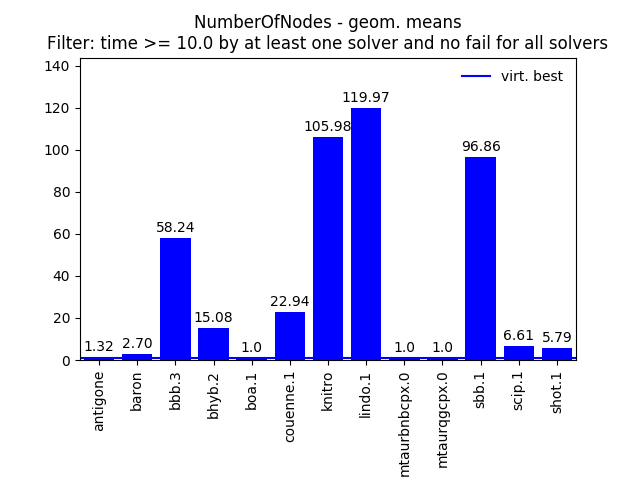 NumberOfNodes - geom. means
Filter: time >= 10.0 by at least one solver and no fail for all solvers
virt. best
140
120
100
80
60
40
20
0
1.32
2.70
58.24
15.08
1.0
22.94
105.98
119.97
1.0
1.0
96.86
6.61
5.79
antigone
baron
bbb.3
bhyb.2
boa.1
couenne.1
knitro
lindo.1
mtaurbnbcpx.0
mtaurqgcpx.0
sbb.1
scip.1
shot.1